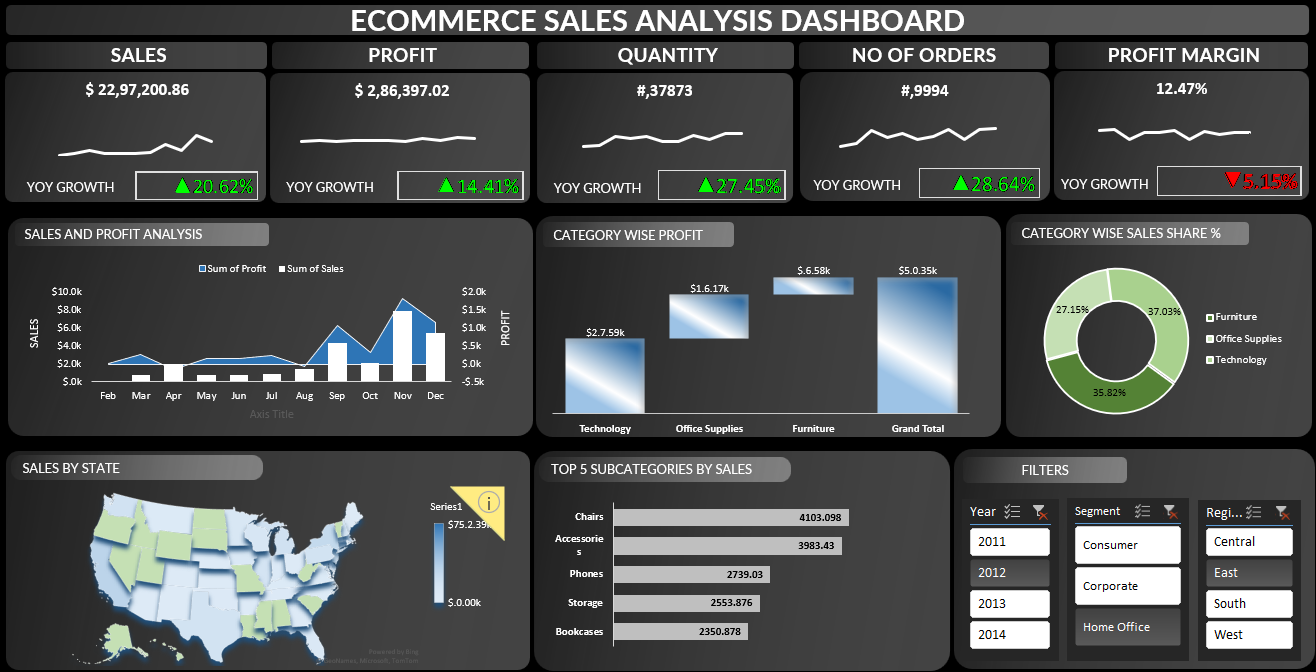 ECOMMERCE SALES ANALYSIS DASHBOARD
SALES
PROFIT
QUANTITY
NO OF ORDERS
PROFIT MARGIN
$ 22,97,200.86
$ 2,86,397.02
#,37873
#,9994
12.47%
YOY GROWTH
▲20.62%
YOY GROWTH
▲14.41%
YOY GROWTH
▲27.45%
YOY GROWTH
▲28.64%
YOY GROWTH
▼5.15%
SALES AND PROFIT ANALYSIS
Sum of Profit
Sum of Sales
SALES
$10.0k
$8.0k
$6.0k
$4.0k
$2.0k
$.0k
$2.0k
$1.5k
$1.0k
$.5k
$.0k
-$.5k
PROFIT
Feb Mar Apr May Jun Jul Aug Sep Oct Nov Dec
Axis Title
CATEGORY WISE PROFIT
$2.7.59k
$1.6.17k
$.6.58k
$5.0.35k
Technology
Office Supplies
Furniture
Grand Total
CATEGORY WISE SALES SHARE %
27.15%
37.03%
35.82%
Furniture
Office Supplies
Technology
SALES BY STATE
Series1
$75.2.39k
$.0.00k
Powered by Bing
GeoNames, Microsoft, TomTom
TOP 5 SUBCATEGORIES BY SALES
Chairs 4103.098
Accessorie
s
3983.43
Phones 2739.03
Storage 2553.876
Bookcases 2350.878
FILTERS
Year
2011
2012
2013
2014
Segment
Consumer
Corporate
Home Office
Regi...
Central
East
South
West